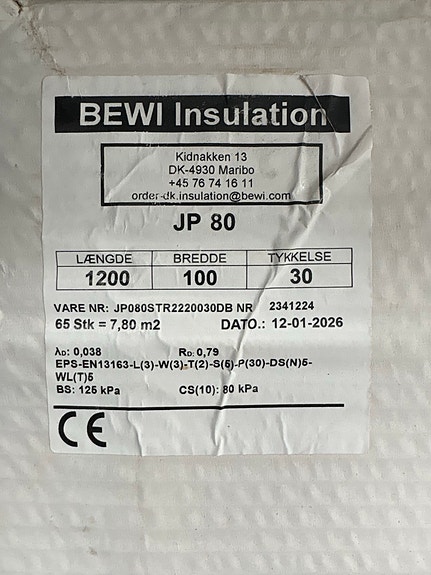 BEWI Insulation
Kidnakken 13
DK-4930 Maribo
+45 76 74 16 11
order-dk.insulation@bewi.com
JP 80
LÆNGDE BREDDE TYKKELSE
1200 100 30
VARE NR: JP080STR2220030DB NR 2341224
65 Stk = 7,80 m2 DATO.: 12-01-2026
λD: 0,038 RD: 0,79
EPS-EN13163-L(3)-W(3)-T(2)-S(5)-P(30)-DS(N)5-
WL(T)5
BS: 125 kPa CS(10): 80 kPa
CE